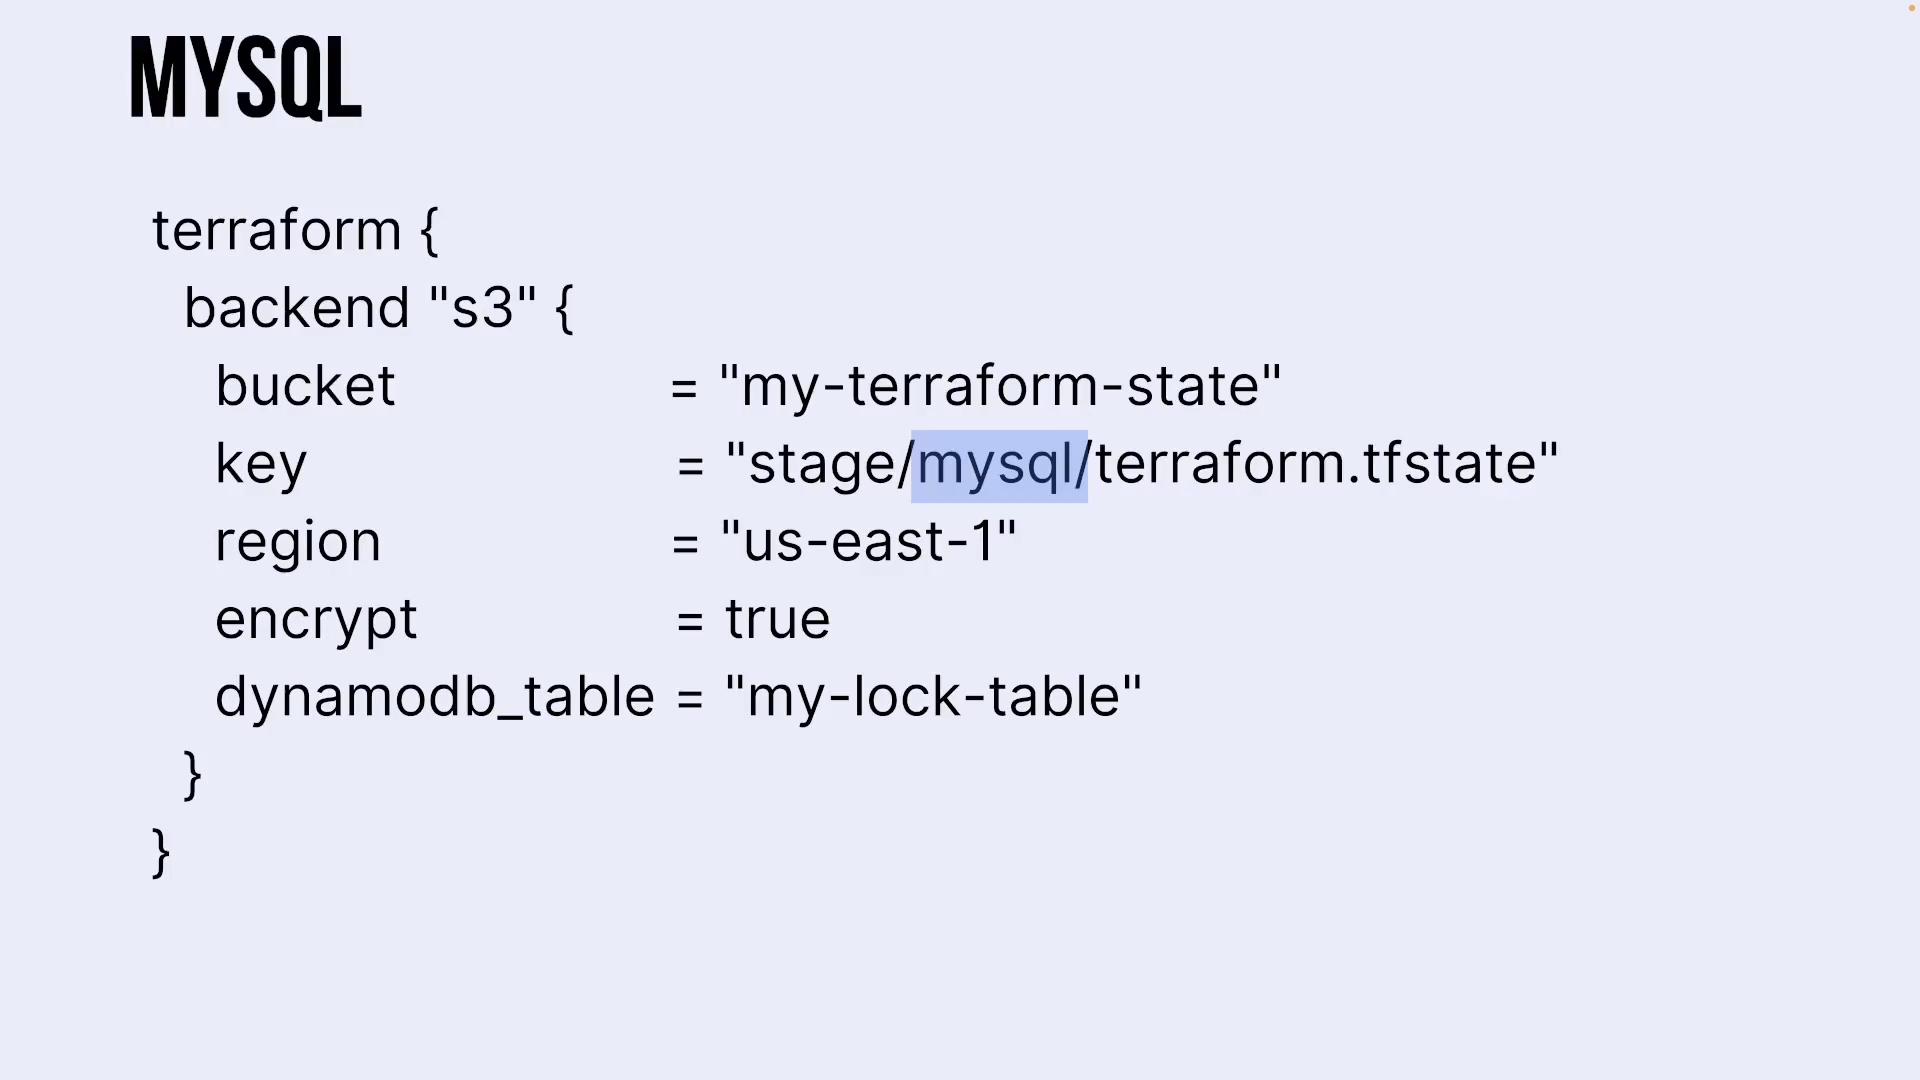 MYSQL
terraform {
backend "s3" {
bucket = "my-terraform-state"
key = "stage/mysql/terraform.tfstate"
region = "us-east-1"
encrypt = true
dynamodb_table = "my-lock-table"
}
}